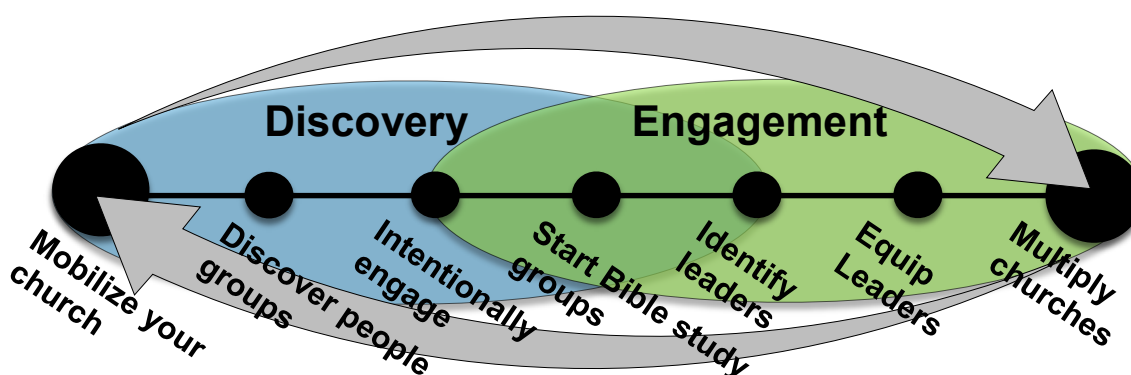 Discovery
Engagement
Mobilize your
church
Discover people
groups
Intentionally
engage
Start Bible study
groups
Identify
leaders
Equip
Leaders
Multiply
churches